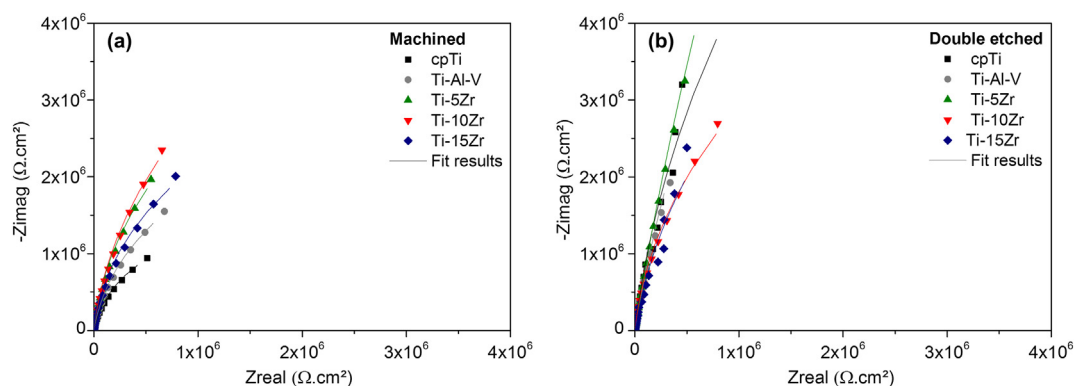 (a)
Machined
cpTi
Ti-Al-V
Ti-5Zr
Ti-10Zr
Ti-15Zr
Fit results
4x10⁶
3x10⁶
2x10⁶
1x10⁶
0
-Zimag (Ω.cm²)
0
1x10⁶
2x10⁶
3x10⁶
4x10⁶
Zreal (Ω.cm²)
(b)
Double etched
cpTi
Ti-Al-V
Ti-5Zr
Ti-10Zr
Ti-15Zr
Fit results
4x10⁶
3x10⁶
2x10⁶
1x10⁶
0
-Zimag (Ω.cm²)
0
1x10⁶
2x10⁶
3x10⁶
4x10⁶
Zreal (Ω.cm²)